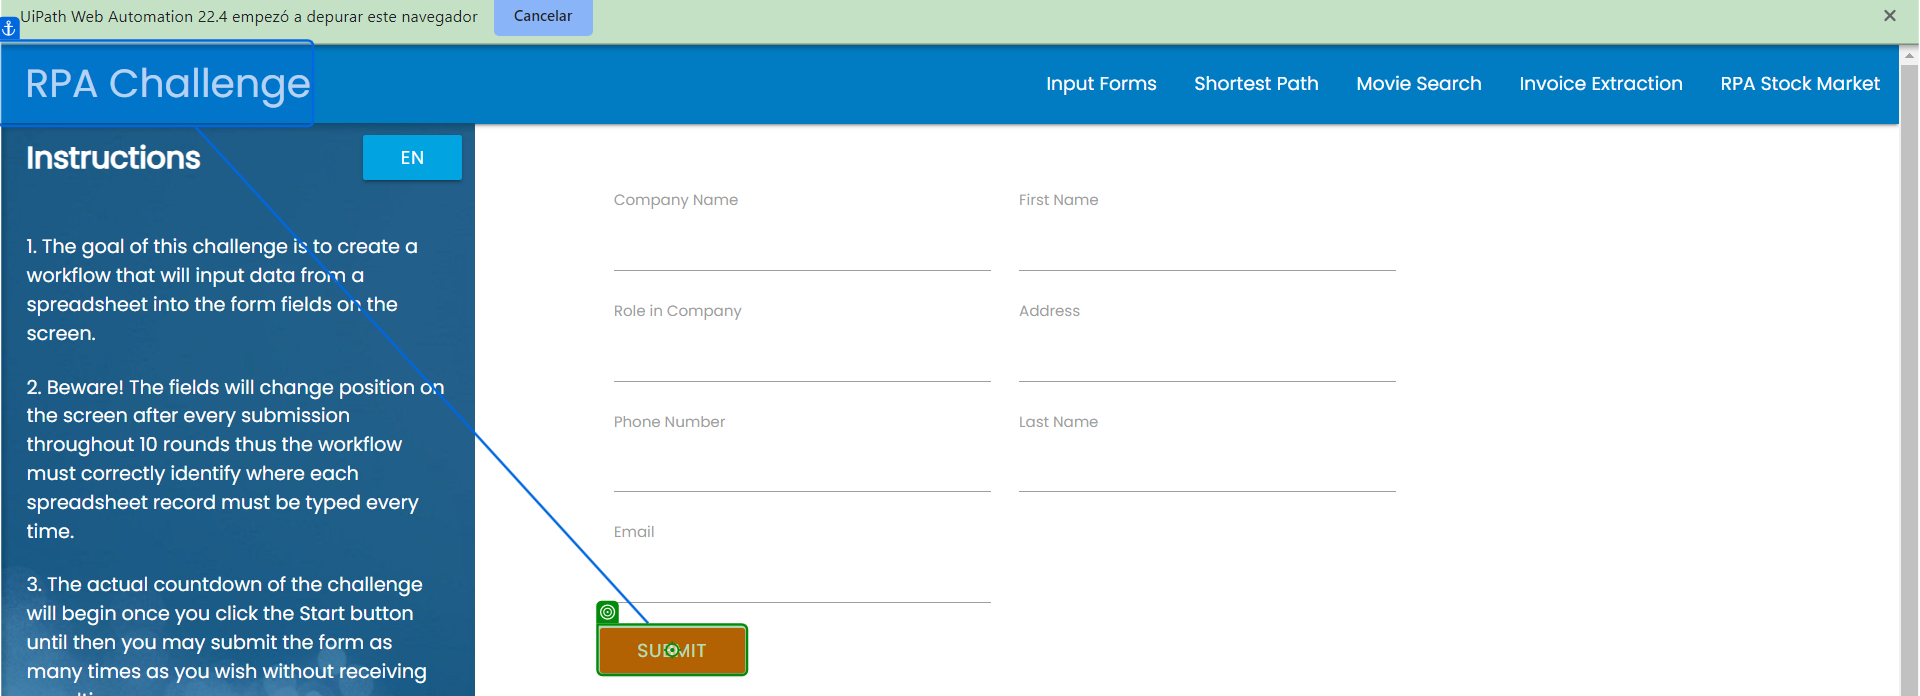 UiPath Web Automation 22.4 empezó a depurar este navegador
Cancelar
RPA Challenge
Input Forms
Shortest Path
Movie Search
Invoice Extraction
RPA Stock Market
Instructions
EN
1. The goal of this challenge is to create a
workflow that will input data from a
spreadsheet into the form fields on the
screen.
2. Beware! The fields will change position on
the screen after every submission
throughout 10 rounds thus the workflow
must correctly identify where each
spreadsheet record must be typed every
time.
3. The actual countdown of the challenge
will begin once you click the Start button
until then you may submit the form as
many times as you wish without receiving
Company Name
First Name
Role in Company
Address
Phone Number
Last Name
Email
SUBMIT